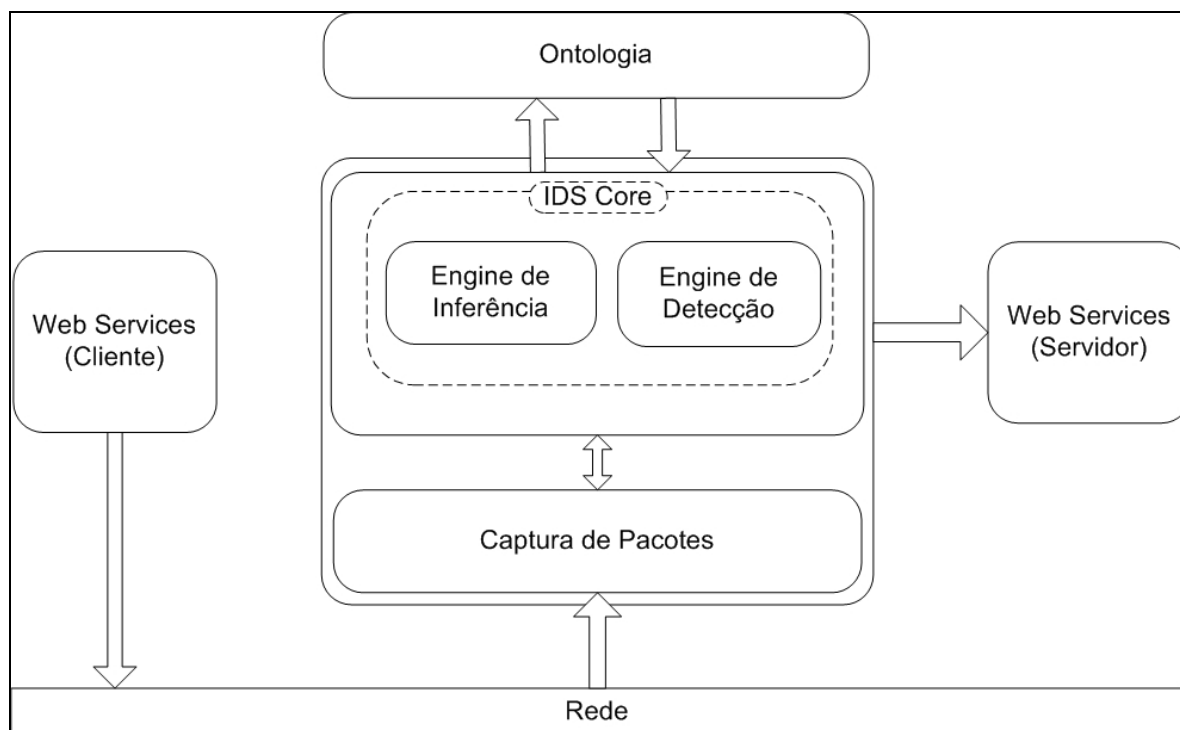 Ontologia
IDS Core
Engine de
Inferência
Engine de
Detecção
Web Services
(Cliente)
Web Services
(Servidor)
Captura de Pacotes
Rede